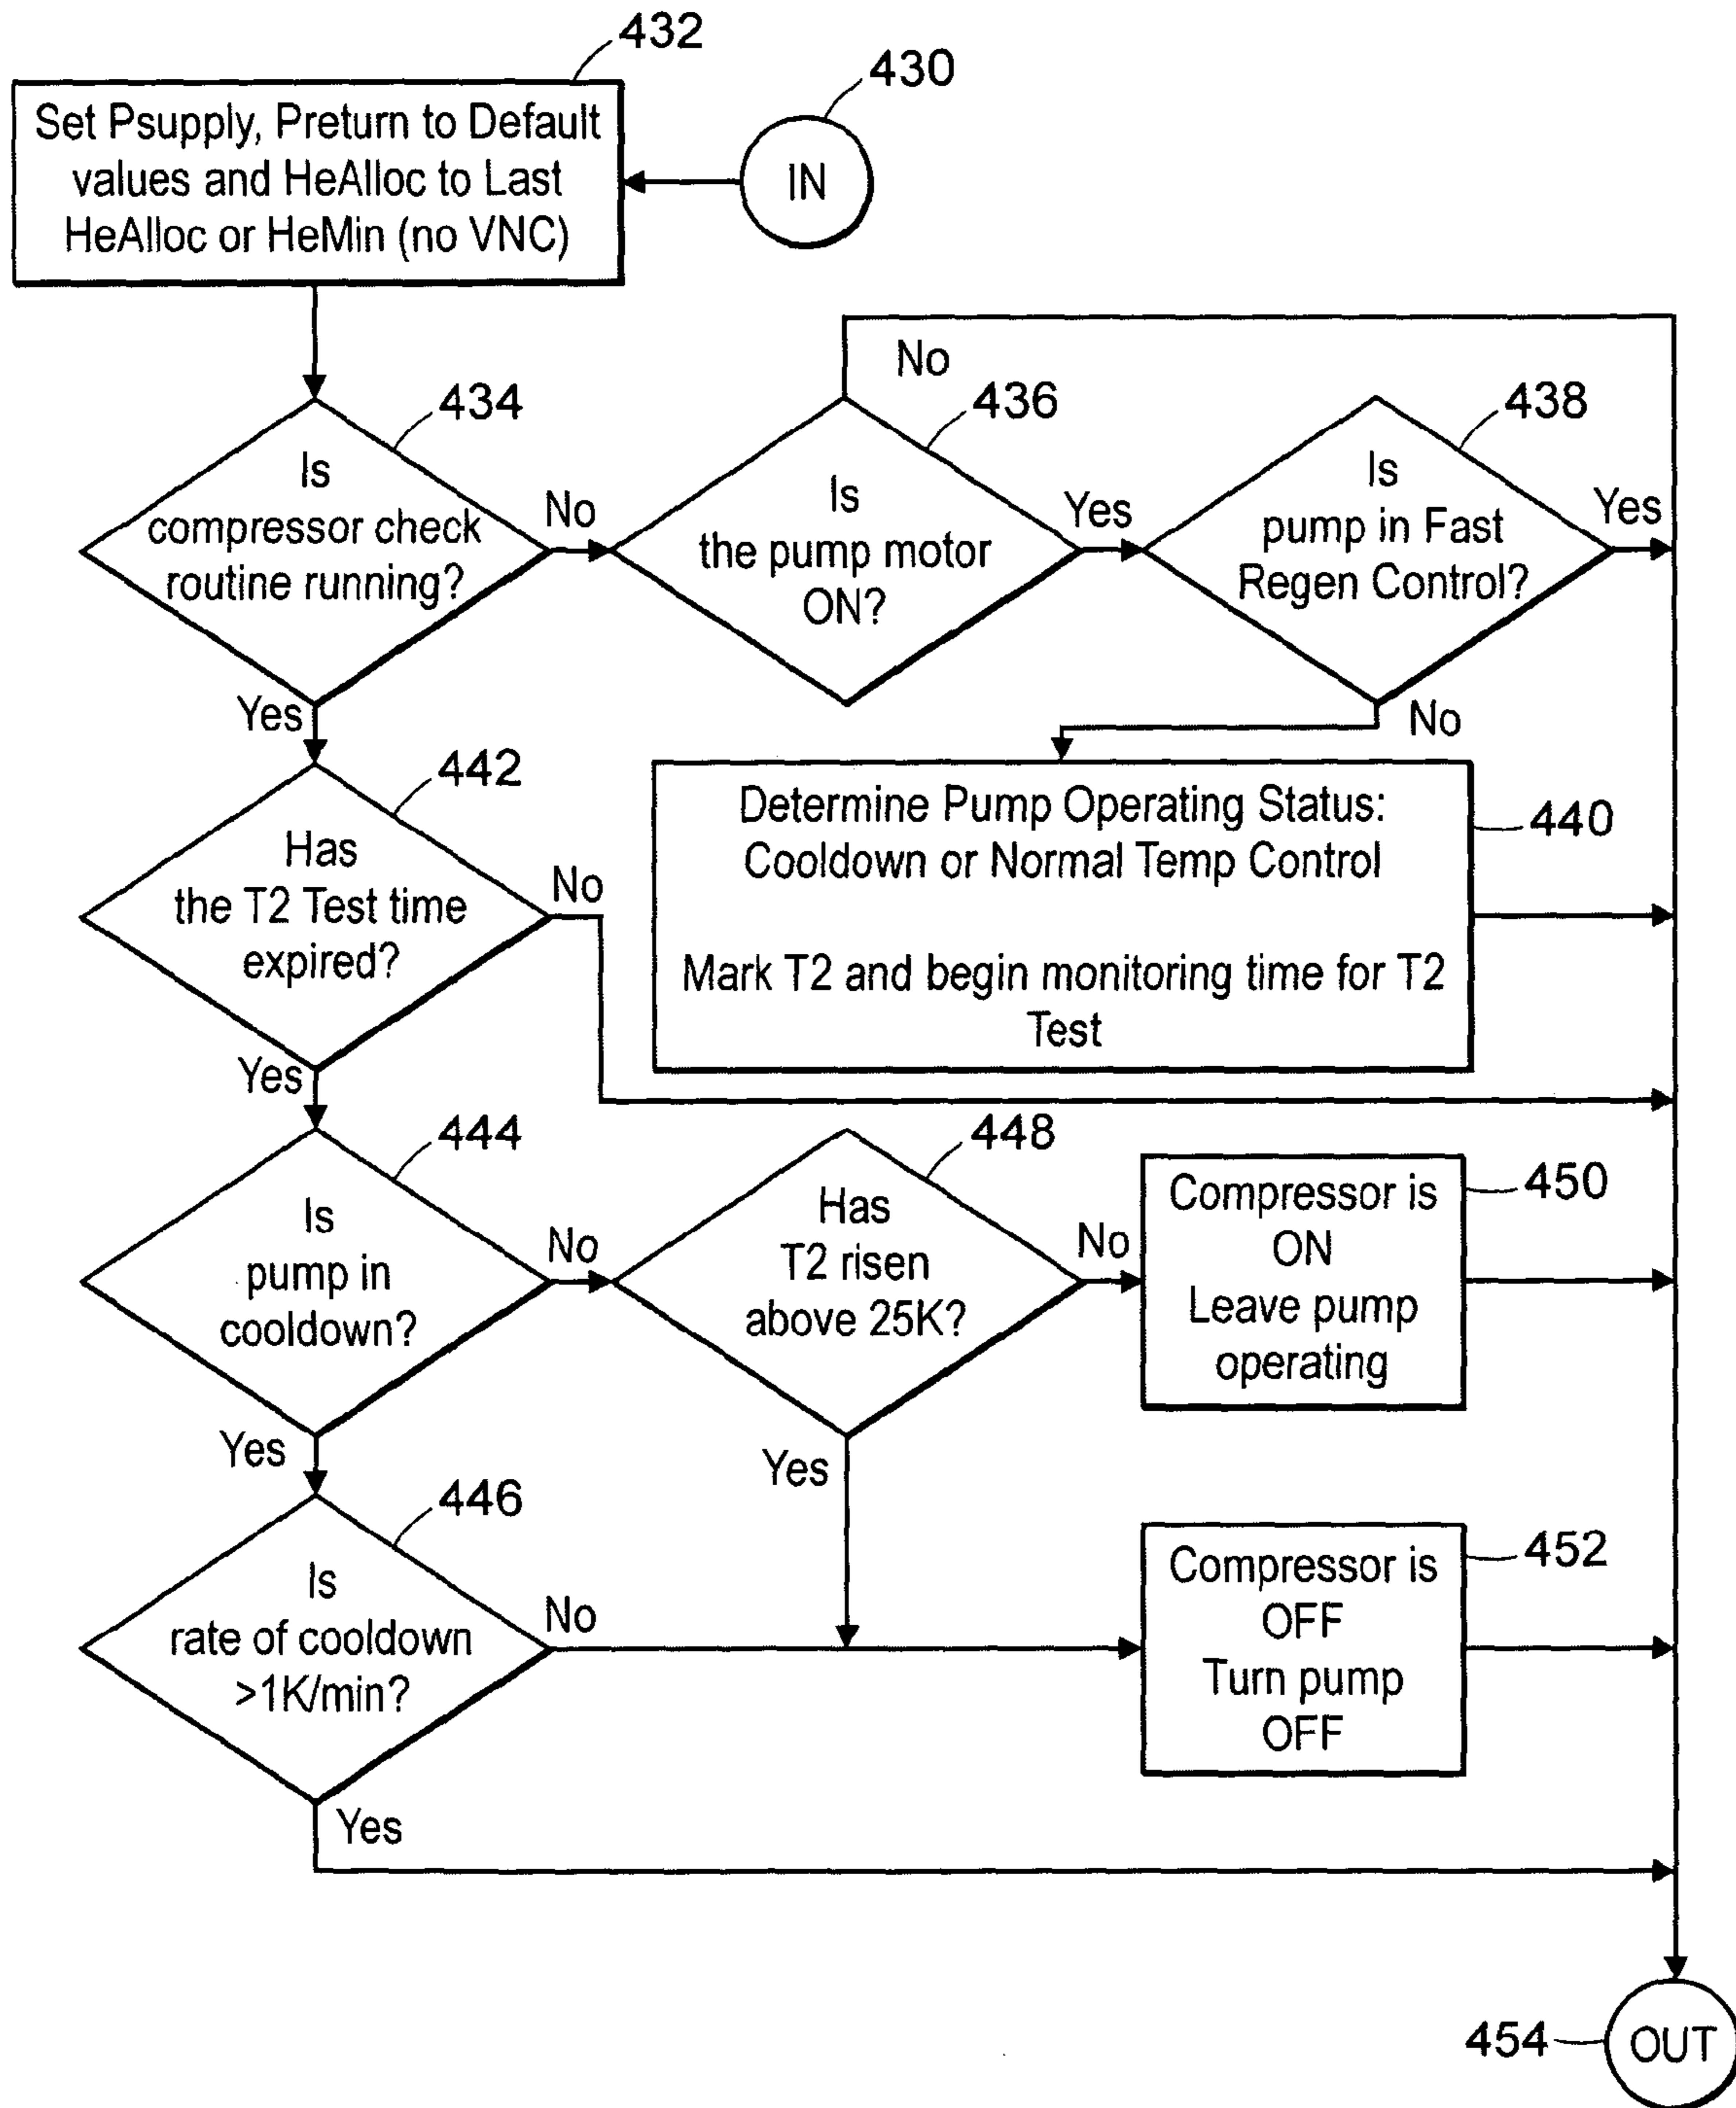 432
430
Set Psupply, Preturn to Default
values and HeAlloc to Last
HeAlloc or HeMin (no VNC)
IN
No
434
436
438
Is
compressor check
routine running?
No
Is
the pump motor
ON?
Yes
Is
pump in Fast
Regen Control?
Yes
Yes
No
442
Has
the T2 Test time
expired?
No
Determine Pump Operating Status:
Cooldown or Normal Temp Control
Mark T2 and begin monitoring time for T2
Test
440
Yes
444
448
Is
pump in
cooldown?
No
Has
T2 risen
above 25K?
No
Compressor is
ON
Leave pump
operating
450
Yes
Yes
446
Is
rate of cooldown
>1K/min?
No
Compressor is
OFF
Turn pump
OFF
452
Yes
454
OUT